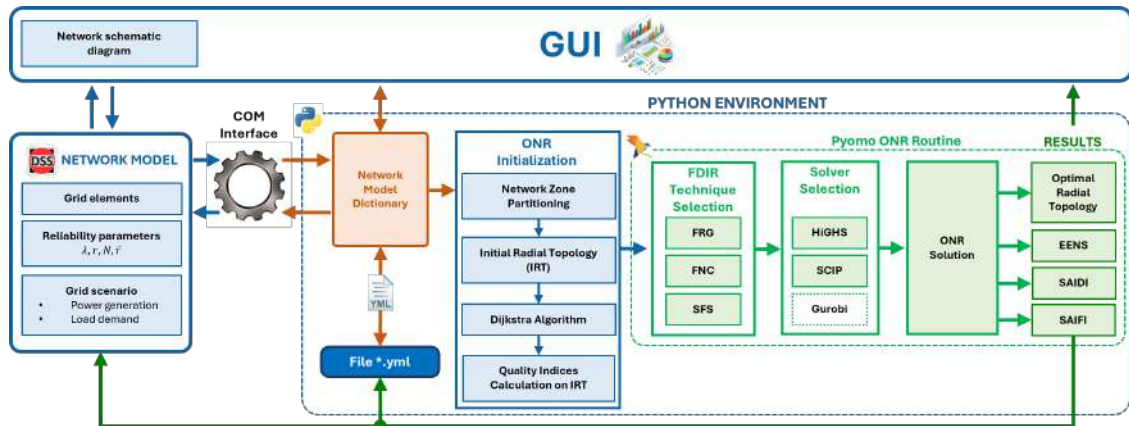 GUI
Network schematic
diagram
COM
Interface
PYTHON ENVIRONMENT
DSS
NETWORK MODEL
Grid elements
Reliability parameters
λ, r, N, r̄
Grid scenario
• Power generation
• Load demand
Network
Model
Dictionary
YML
File *.yml
ONR
Initialization
Network Zone
Partitioning
Initial Radial Topology
(IRT)
Dijkstra Algorithm
Quality Indices
Calculation on IRT
Pyomo ONR Routine
FDIR
Technique
Selection
FRG
FNC
SFS
Solver
Selection
HiGHS
SCIP
Gurobi
ONR
Solution
RESULTS
Optimal
Radial
Topology
EENS
SAIDI
SAIFI